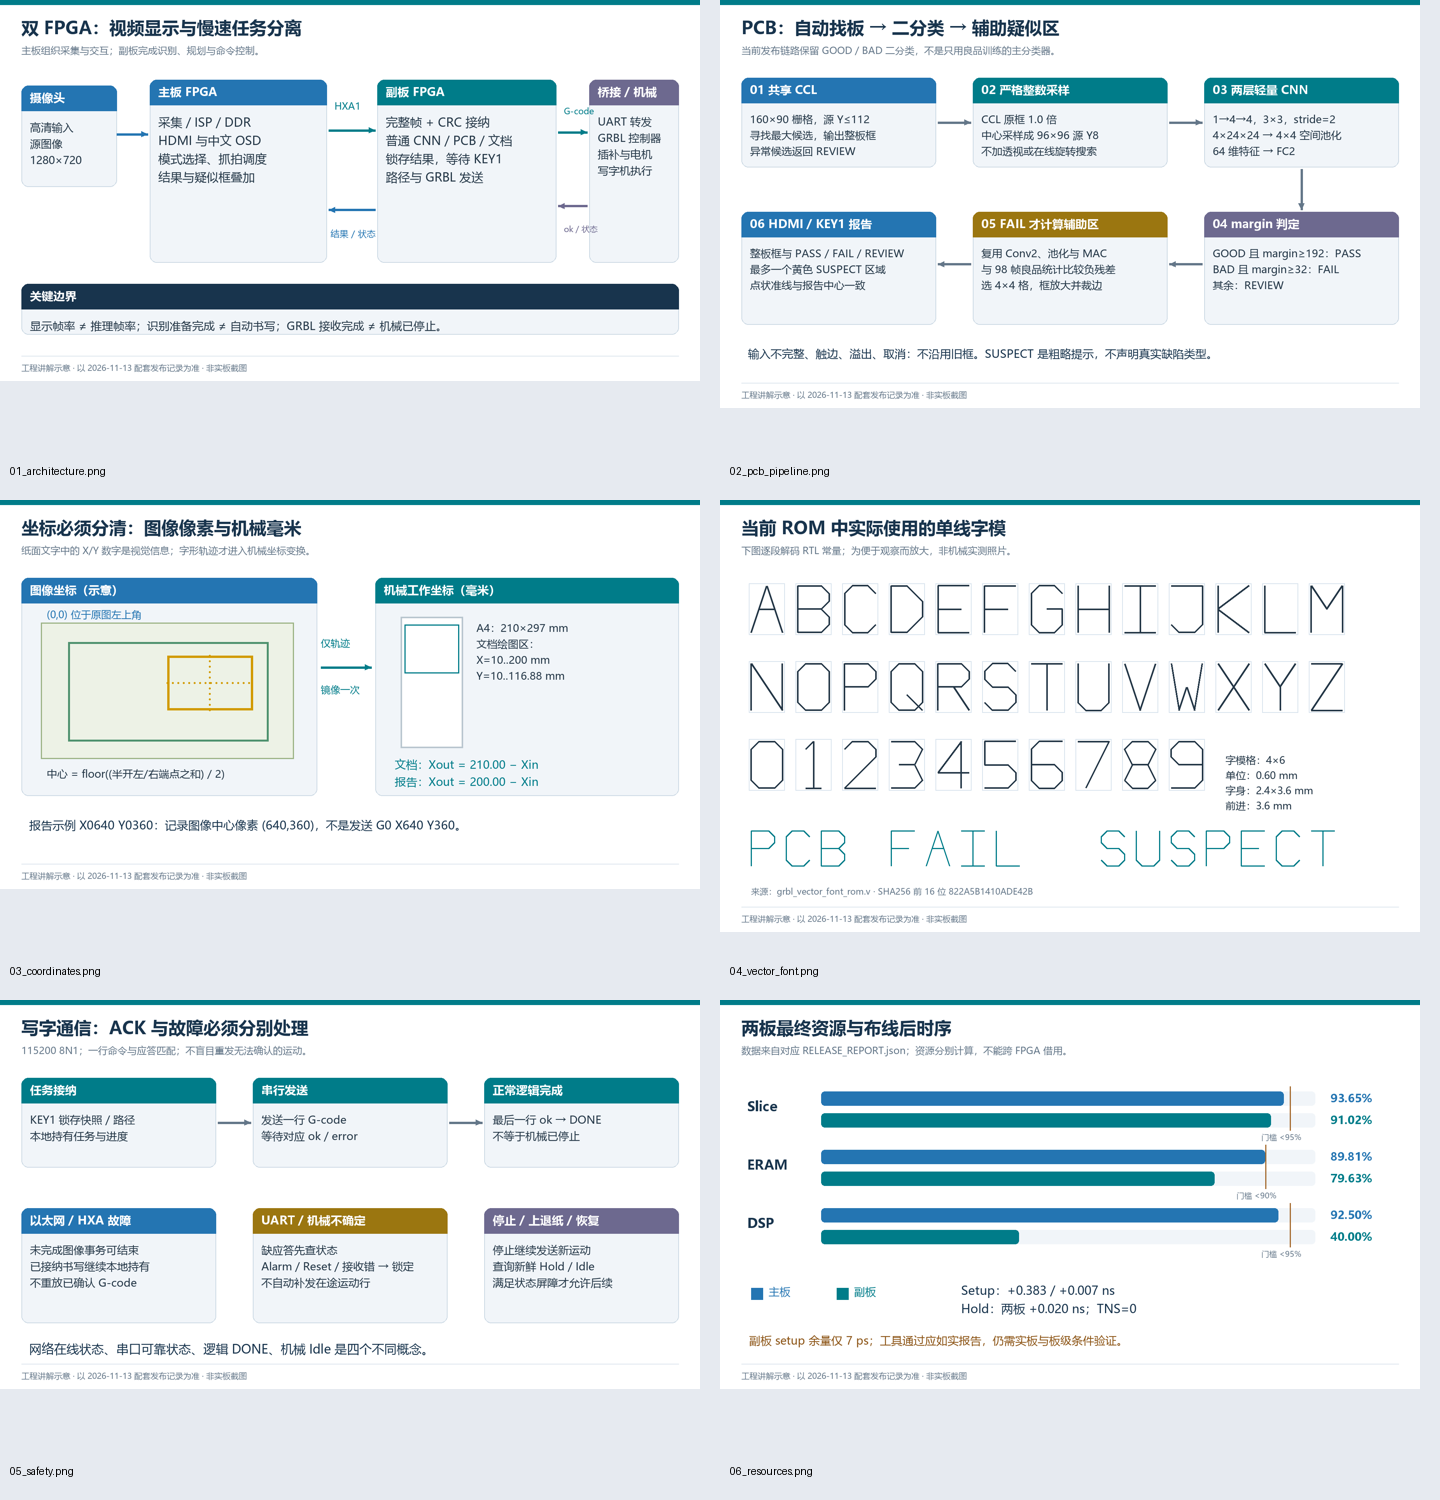 双 FPGA：视频显示与慢速任务分离
主板组织采集与交互；副板完成识别、规划与命令控制。
摄像头
高清输入
源图像
1280×720
主板 FPGA
采集 / ISP / DDR
HDMI 与中文 OSD
模式选择、抓拍调度
结果与疑似框叠加
HXA1
结果 / 状态
副板 FPGA
完整帧 + CRC 接纳
普通 CNN / PCB / 文档
锁存结果，等待 KEY1
路径与 GRBL 发送
G-code
ok / 状态
桥接 / 机械
UART 转发
GRBL 控制器
插补与电机
写字机执行
关键边界
显示帧率 ≠ 推理帧率；识别准备完成 ≠ 自动书写；GRBL 接收完成 ≠ 机械已停止。
工程讲解示意 · 以 2026-11-13 配套发布记录为准 · 非实板截图
01_architecture.png
PCB：自动找板 → 二分类 → 辅助疑似区
当前发布链路保留 GOOD / BAD 二分类，不是只用良品训练的主分类器。
01 共享 CCL
160×90 栅格，源 Y≤112
寻找最大候选，输出整板框
异常候选返回 REVIEW
02 严格整数采样
CCL 原框 1.0 倍
中心采样成 96×96 源 Y8
不加透视或在线旋转搜索
03 两层轻量 CNN
1→4→4，3×3，stride=2
4×24×24 → 4×4 空间池化
64 维特征 → FC2
06 HDMI / KEY1 报告
整板框与 PASS / FAIL / REVIEW
最多一个黄色 SUSPECT 区域
点状准线与报告中心一致
05 FAIL 才计算辅助区
复用 Conv2、池化与 MAC
与 98 帧良品统计比较负残差
选 4×4 格，框放大并裁边
04 margin 判定
GOOD 且 margin≥192：PASS
BAD 且 margin≥32：FAIL
其余：REVIEW
输入不完整、触边、溢出、取消：不沿用旧框。SUSPECT 是粗略提示，不声明真实缺陷类型。
工程讲解示意 · 以 2026-11-13 配套发布记录为准 · 非实板截图
02_pcb_pipeline.png
坐标必须分清：图像像素与机械毫米
纸面文字中的 X/Y 数字是视觉信息；字形轨迹才进入机械坐标变换。
图像坐标（示意）
(0,0) 位于原图左上角
中心 = floor((半开左/右端点之和) / 2)
仅轨迹
镜像一次
机械工作坐标（毫米）
A4：210×297 mm
文档绘图区：
X=10..200 mm
Y=10..116.88 mm
文档：Xout = 210.00 − Xin
报告：Xout = 200.00 − Xin
报告示例 X0640 Y0360：记录图像中心像素 (640,360)，不是发送 G0 X640 Y360。
工程讲解示意 · 以 2026-11-13 配套发布记录为准 · 非实板截图
03_coordinates.png
当前 ROM 中实际使用的单线字模
下图逐段解码 RTL 常量；为便于观察而放大，非机械实测照片。
A B C D E F G H I J K L M
N O P Q R S T U V W X Y Z
0 1 2 3 4 5 6 7 8 9
字模格：4×6
单位：0.60 mm
字身：2.4×3.6 mm
前进：3.6 mm
PCB FAIL SUSPECT
来源：grbl_vector_font_rom.v · SHA256 前 16 位 822A5B1410ADE42B
工程讲解示意 · 以 2026-11-13 配套发布记录为准 · 非实板截图
04_vector_font.png
写字通信：ACK 与故障必须分别处理
115200 8N1；一行命令与应答匹配；不盲目重发无法确认的运动。
任务接纳
KEY1 锁存快照 / 路径
本地持有任务与进度
串行发送
发送一行 G-code
等待对应 ok / error
正常逻辑完成
最后一行 ok → DONE
不等于机械已停止
以太网 / HXA 故障
未完成图像事务可结束
已接纳书写继续本地持有
不重放已确认 G-code
UART / 机械不确定
缺应答先查状态
Alarm / Reset / 接收错 → 锁定
不自动补发在途运动行
停止 / 上退纸 / 恢复
停止继续发送新运动
查询新鲜 Hold / Idle
满足状态屏障才允许后续
网络在线状态、串口可靠状态、逻辑 DONE、机械 Idle 是四个不同概念。
工程讲解示意 · 以 2026-11-13 配套发布记录为准 · 非实板截图
05_safety.png
两板最终资源与布线后时序
数据来自对应 RELEASE_REPORT.json；资源分别计算，不能跨 FPGA 借用。
Slice
93.65%
91.02%
门槛 <95%
ERAM
89.81%
79.63%
门槛 <90%
DSP
92.50%
40.00%
门槛 <95%
主板
副板
Setup：+0.383 / +0.007 ns
Hold：两板 +0.020 ns；TNS=0
副板 setup 余量仅 7 ps；工具通过应如实报告，仍需实板与板级条件验证。
工程讲解示意 · 以 2026-11-13 配套发布记录为准 · 非实板截图
06_resources.png